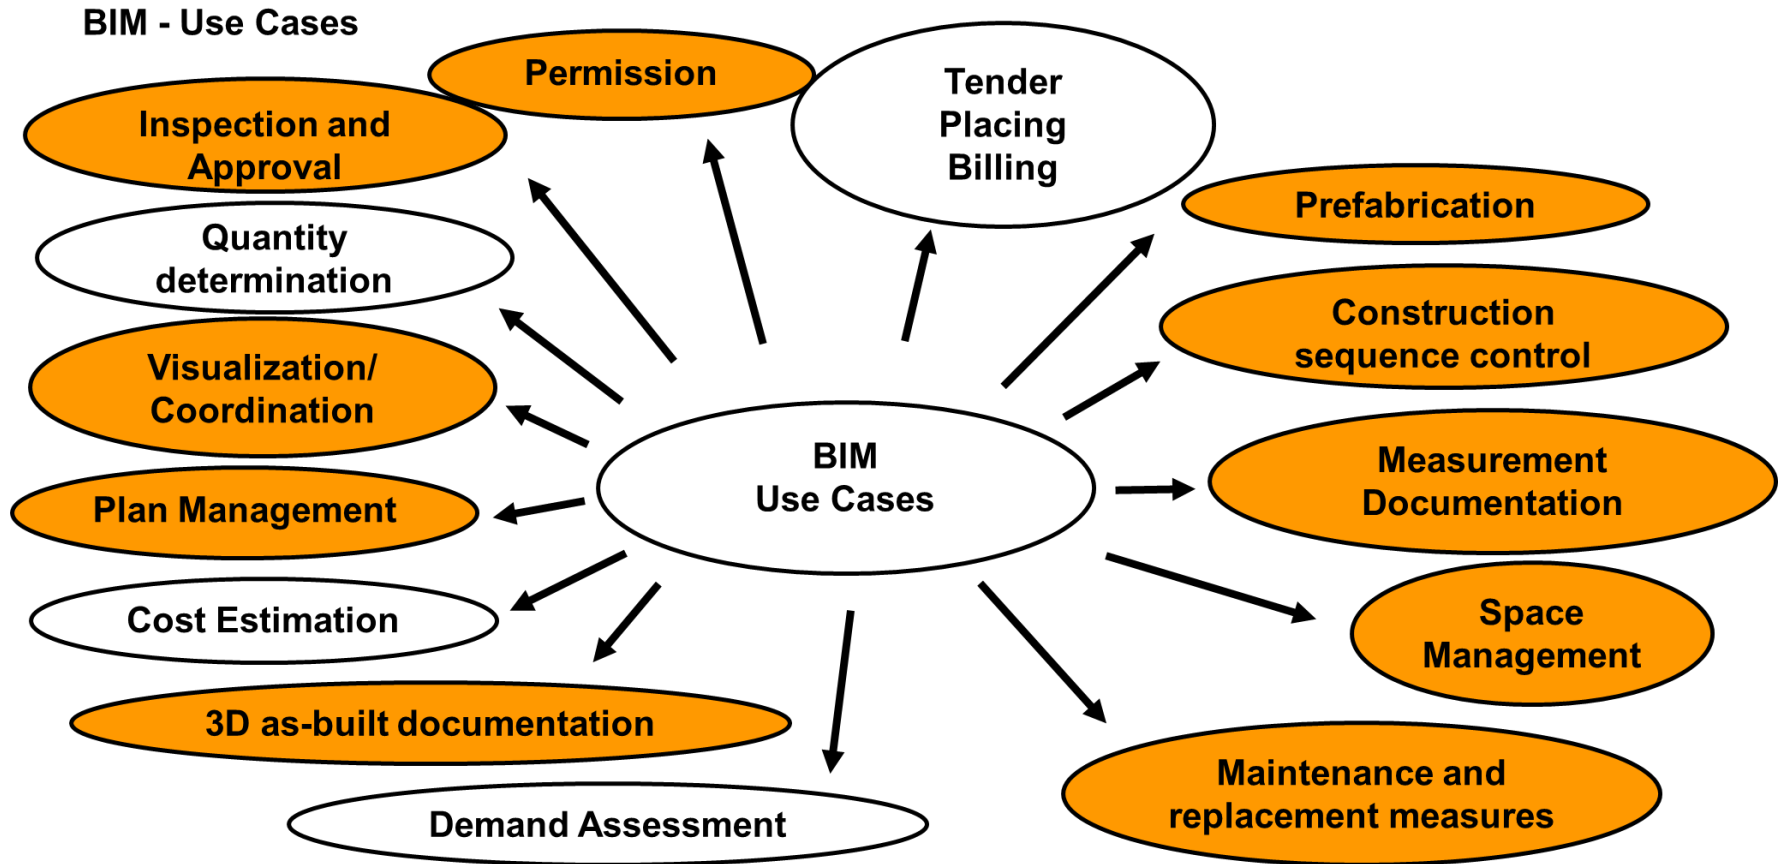 BIM - Use Cases
Permission
Tender
Placing
Billing
Inspection and
Approval
Prefabrication
Quantity
determination
Construction
sequence control
Visualization/
Coordination
BIM
Use Cases
Measurement
Documentation
Plan Management
Cost Estimation
Space
Management
3D as-built documentation
Maintenance and
replacement measures
Demand Assessment